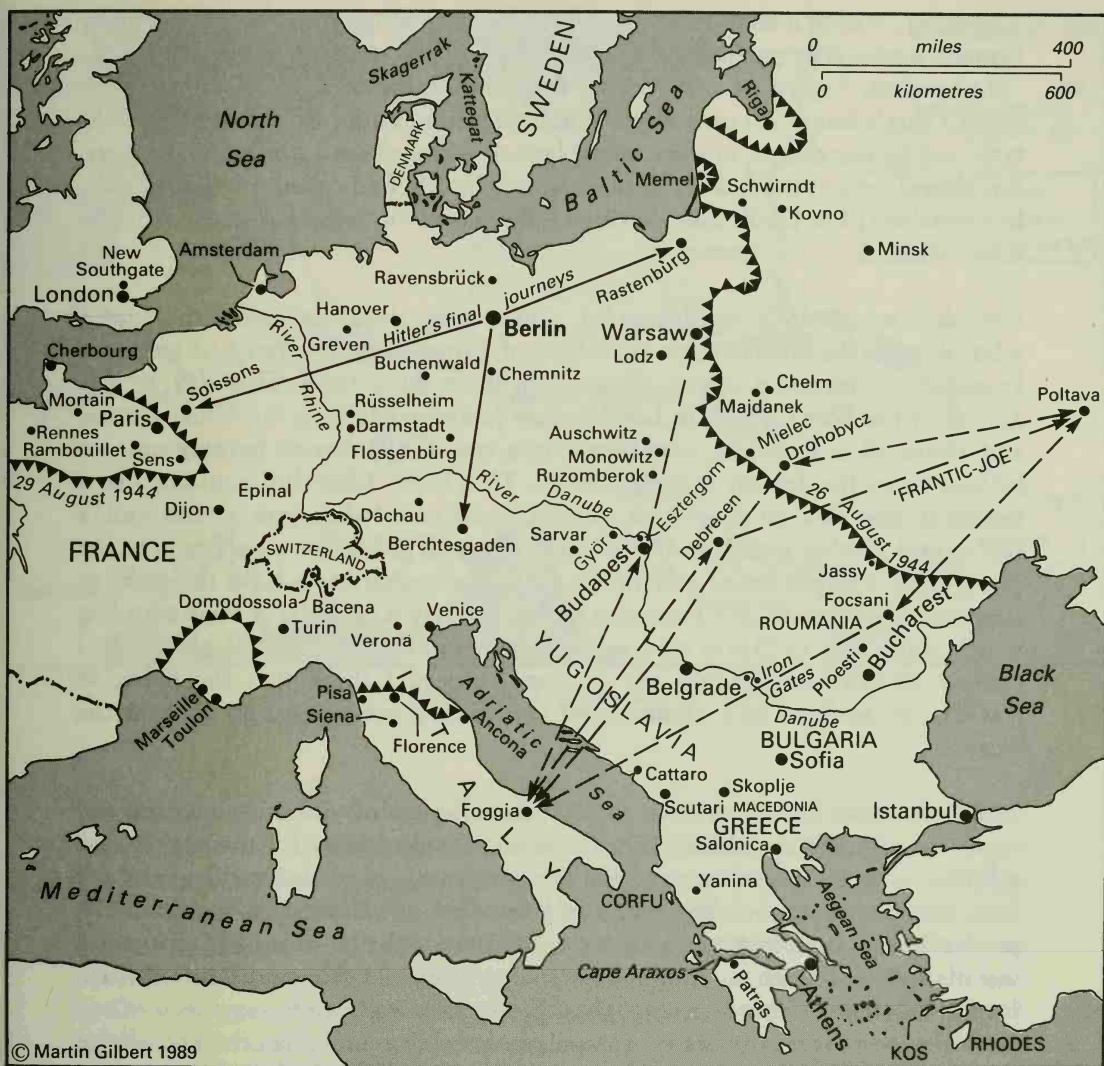 0 miles 400
0 kilometres 600
SWEDEN
Skagerrak
Kattegat
North
Sea
DENMARK
Baltic Sea
Riga
Memel
Schwirndt
Kovno
Minsk
New
Southgate
London
Amsterdam
Ravensbrück
Hitler's final journeys
Rastenbürg
Hanover
Greven
Berlin
Warsaw
Lodz
River
Rhine
Buchenwald
Chemnitz
Cherbourg
Mortain
Paris
Soissons
Rennes
Rambouillet
Sens
Rüsselheim
Darmstadt
Flossenbürg
Chelm
Majdanek
Mielec
Drohobycz
Poltava
Auschwitz
Monowitz
Ruzomberok
'FRANTIC-JOE'
29 August 1944
26 August 1944
Epinal
Dijon
River
Danube
Esztergom
Dachau
Berchtesgaden
Sarvar
Györ
Budapest
Debrecen
FRANCE
SWITZERLAND
Jassy
Focsani
ROUMANIA
Bucharest
Ploesti
Domodossola
Bacena
Turin
Venice
Verona
YUGOSLAVIA
Belgrade
Iron
Gates
Danube
Black
Sea
Marseille
Toulon
Pisa
Siena
Florence
Ancona
ITALY
Adriatic
Sea
BULGARIA
Sofia
Cattaro
Scutari
Skoplje
MACEDONIA
GREECE
Salonica
Istanbul
Foggia
Yanina
CORFU
Aegean Sea
Mediterranean Sea
Cape Araxos
Patras
Athens
KOS
RHODES
© Martin Gilbert 1989